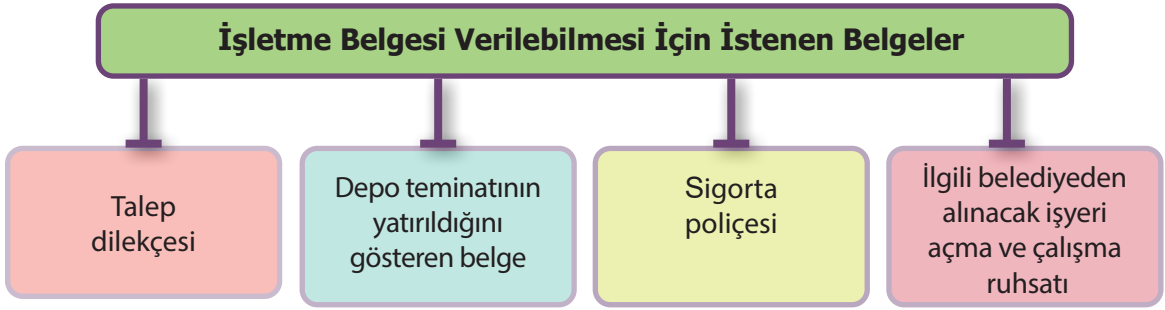 İşletme Belgesi Verilebilmesi İçin İstenen Belgeler
Talep
dilekçesi
Depo teminatının
yatırıldığını
gösteren belge
Sigorta
poliçesi
İlgili belediyeden
alınacak işyeri
açma ve çalışma
ruhsatı